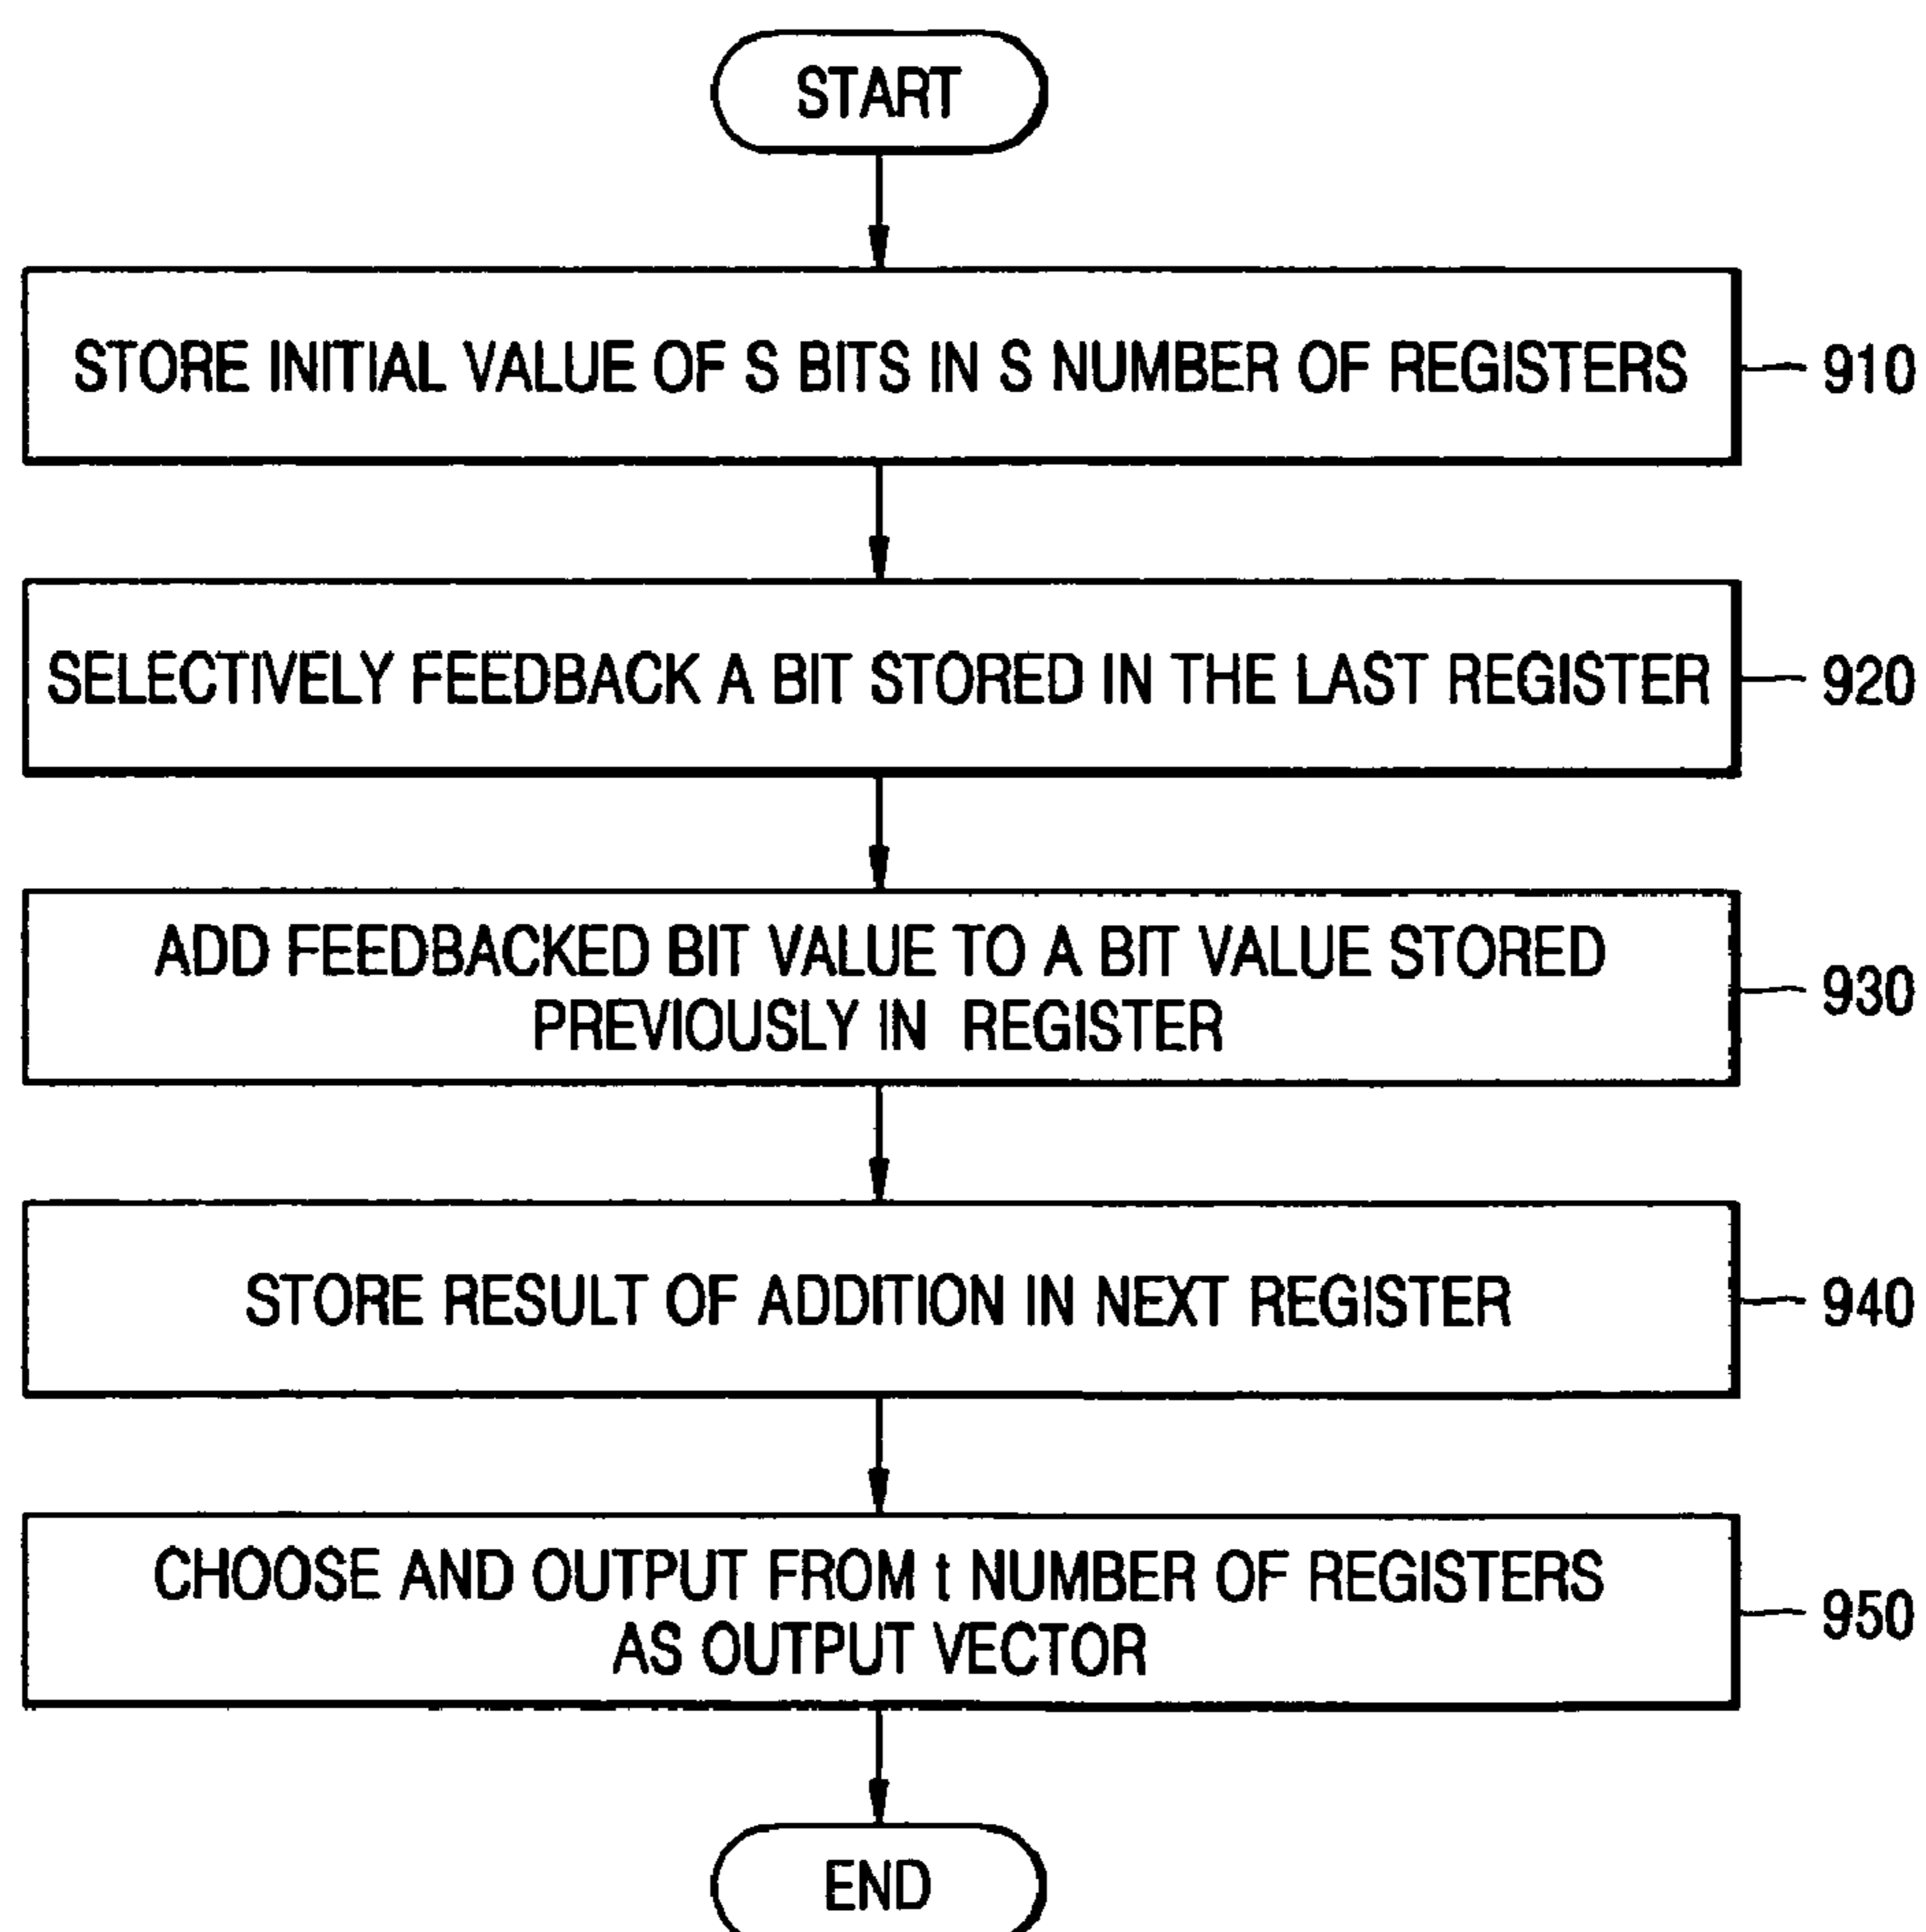 START
STORE INITIAL VALUE OF S BITS IN S NUMBER OF REGISTERS
910
SELECTIVELY FEEDBACK A BIT STORED IN THE LAST REGISTER
920
ADD FEEDBACKED BIT VALUE TO A BIT VALUE STORED
PREVIOUSLY IN REGISTER
930
STORE RESULT OF ADDITION IN NEXT REGISTER
940
CHOOSE AND OUTPUT FROM t NUMBER OF REGISTERS
AS OUTPUT VECTOR
950
END